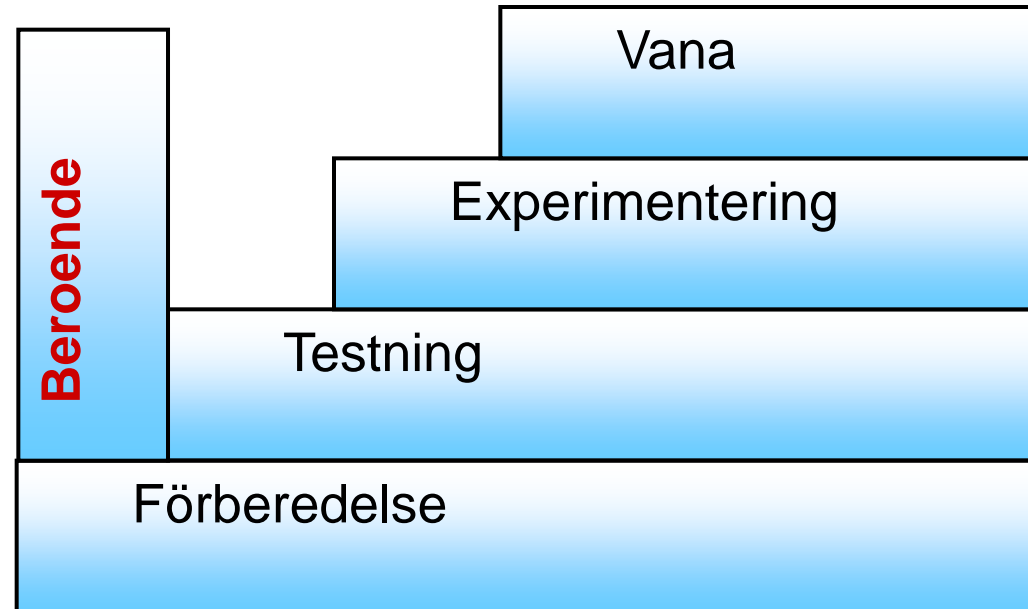 Vana
Experimentering
Beroende
Testning
Förberedelse